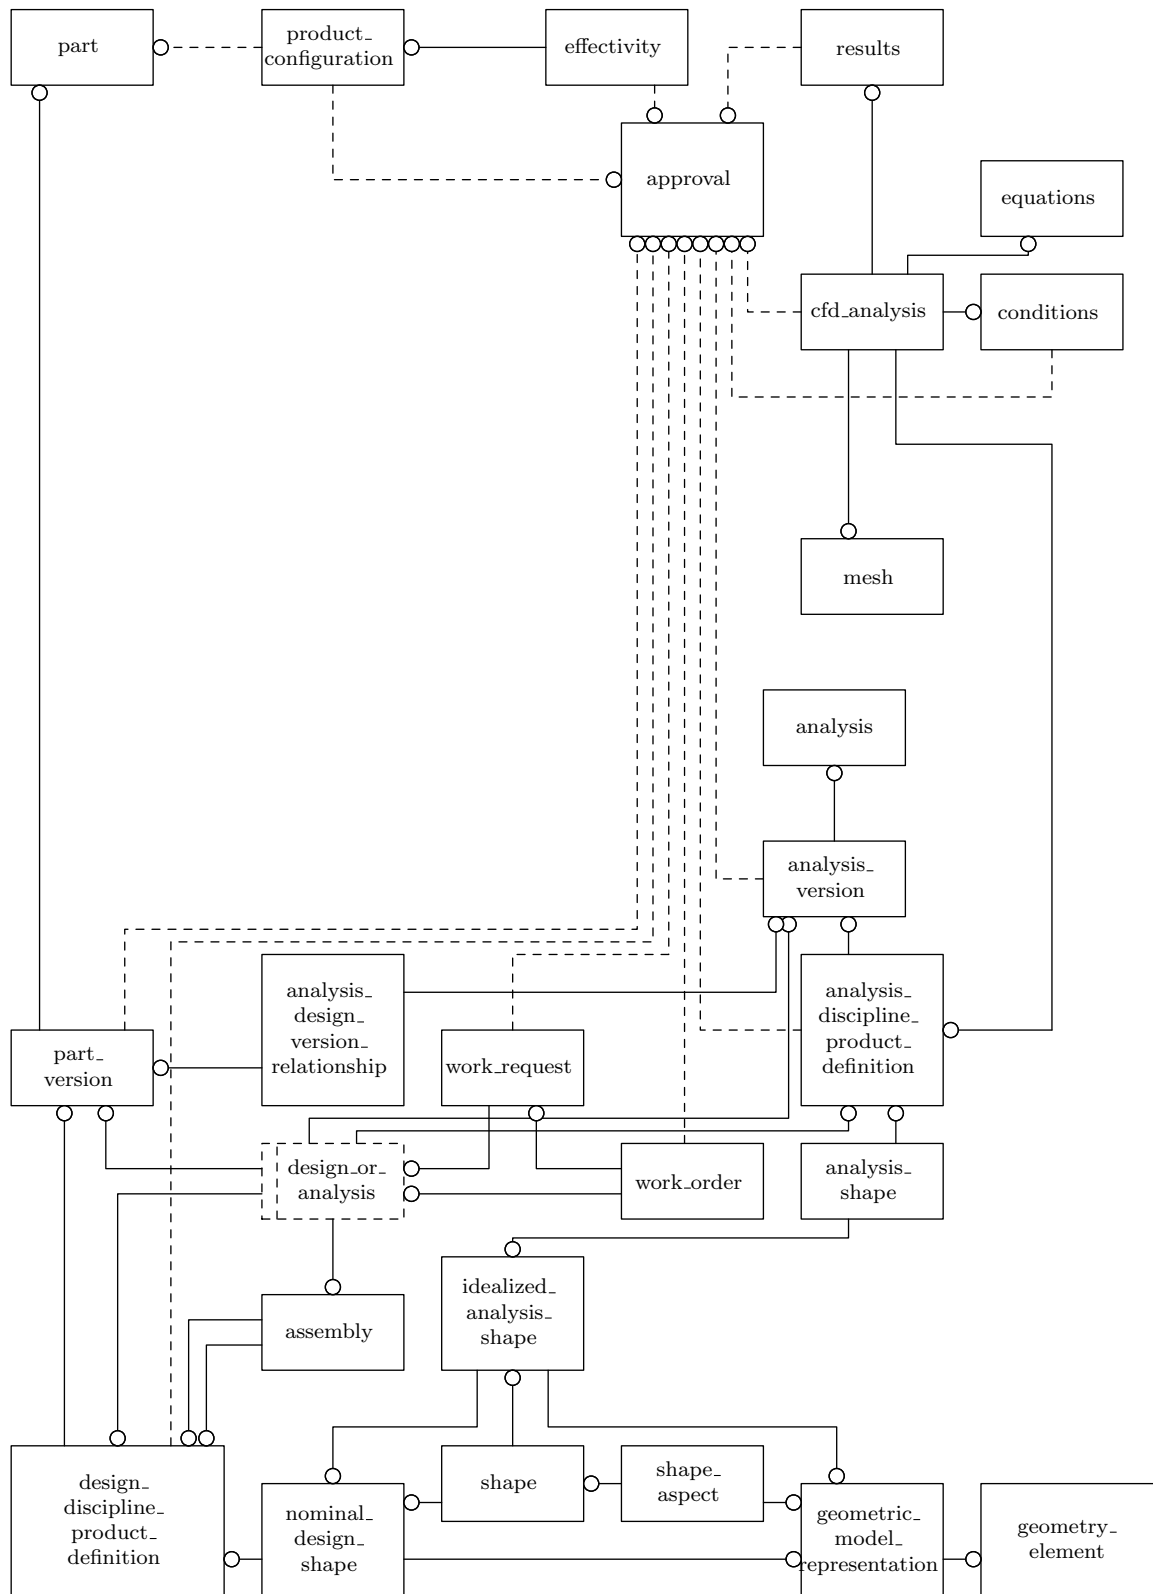 part
product_
configuration
effectivity
results
approval
equations
cfd_analysis
conditions
mesh
analysis
analysis_
version
analysis_
design_
version_
relationship
analysis_
discipline_
product_
definition
part_
version
work_request
design_or_
analysis
work_order
analysis_
shape
idealized_
analysis_
shape
assembly
design_
discipline_
product_
definition
nominal_
design_
shape
shape
shape_
aspect
geometric_
model_
representation
geometry_
element